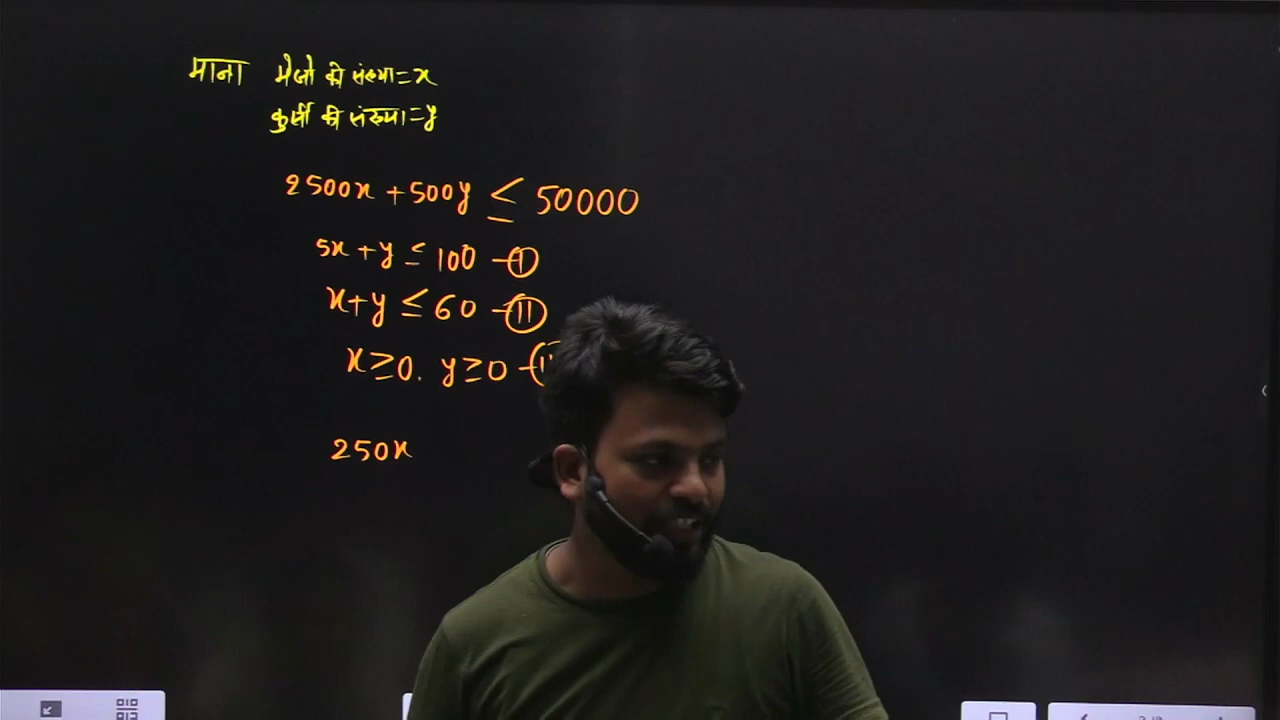 माना मेजो की संख्या = x
कुर्सी की संख्या = y
2500x + 500y ≤ 50000
5x + y ≤ 100 - I
x + y ≤ 60 - II
x ≥ 0. y ≥ 0
250x